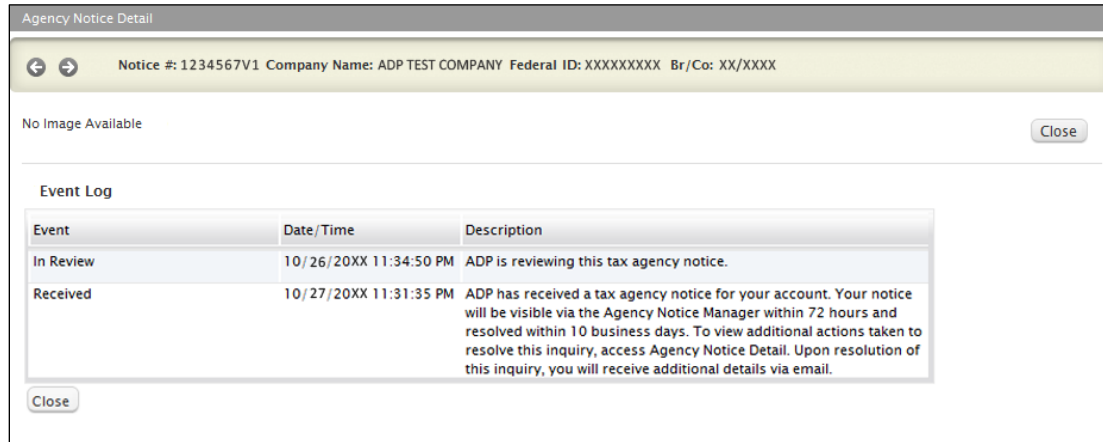 Agency Notice Detail
Notice #: 1234567V1 Company Name: ADP TEST COMPANY Federal ID: XXXXXXXXX Br/Co: XX/XXXX
No Image Available
Close
Event Log
Event Date/Time Description
In Review 10/26/20XX 11:34:50 PM ADP is reviewing this tax agency notice.
Received 10/27/20XX 11:31:35 PM ADP has received a tax agency notice for your account. Your notice
will be visible via the Agency Notice Manager within 72 hours and
resolved within 10 business days. To view additional actions taken to
resolve this inquiry, access Agency Notice Detail. Upon resolution of
this inquiry, you will receive additional details via email.
Close